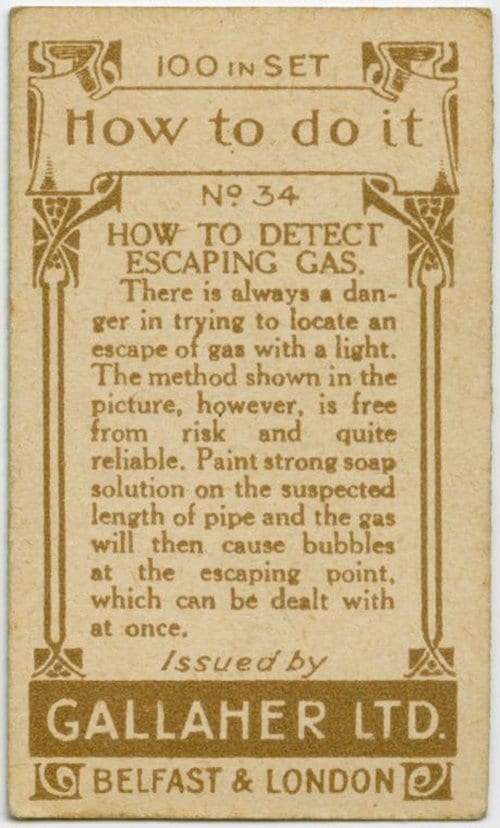 100 IN SET
How to do it
Nº 34
HOW TO DETECT
ESCAPING GAS.
There is always a dan-
ger in trying to locate an
escape of gas with a light.
The method shown in the
picture, however, is free
from risk and quite
reliable. Paint strong soap
solution on the suspected
length of pipe and the gas
will then cause bubbles
at the escaping point,
which can be dealt with
at once.
Issued by
GALLAHER LTD.
BELFAST & LONDON